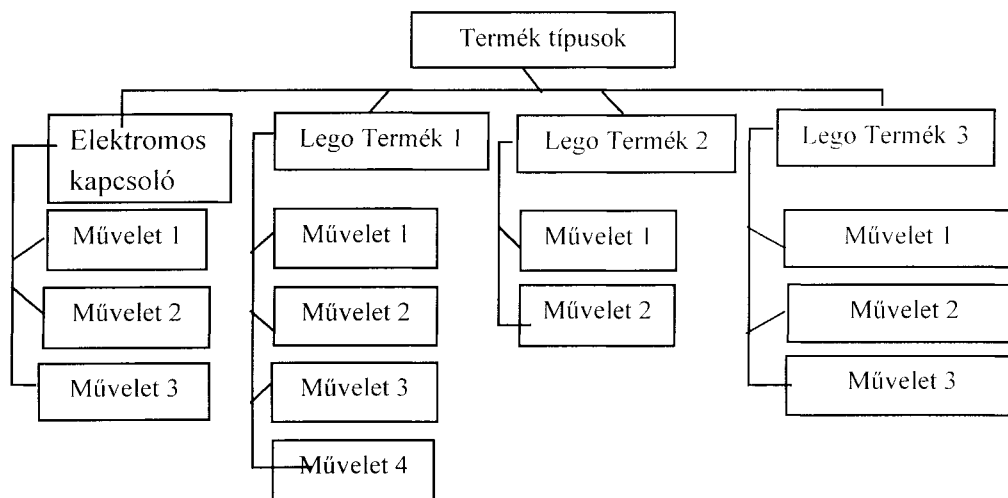 Termék típusok
Elektromos
kapcsoló
Művelet 1
Művelet 2
Művelet 3
Lego Termék 1
Művelet 1
Művelet 2
Művelet 3
Művelet 4
Lego Termék 2
Művelet 1
Művelet 2
Lego Termék 3
Művelet 1
Művelet 2
Művelet 3